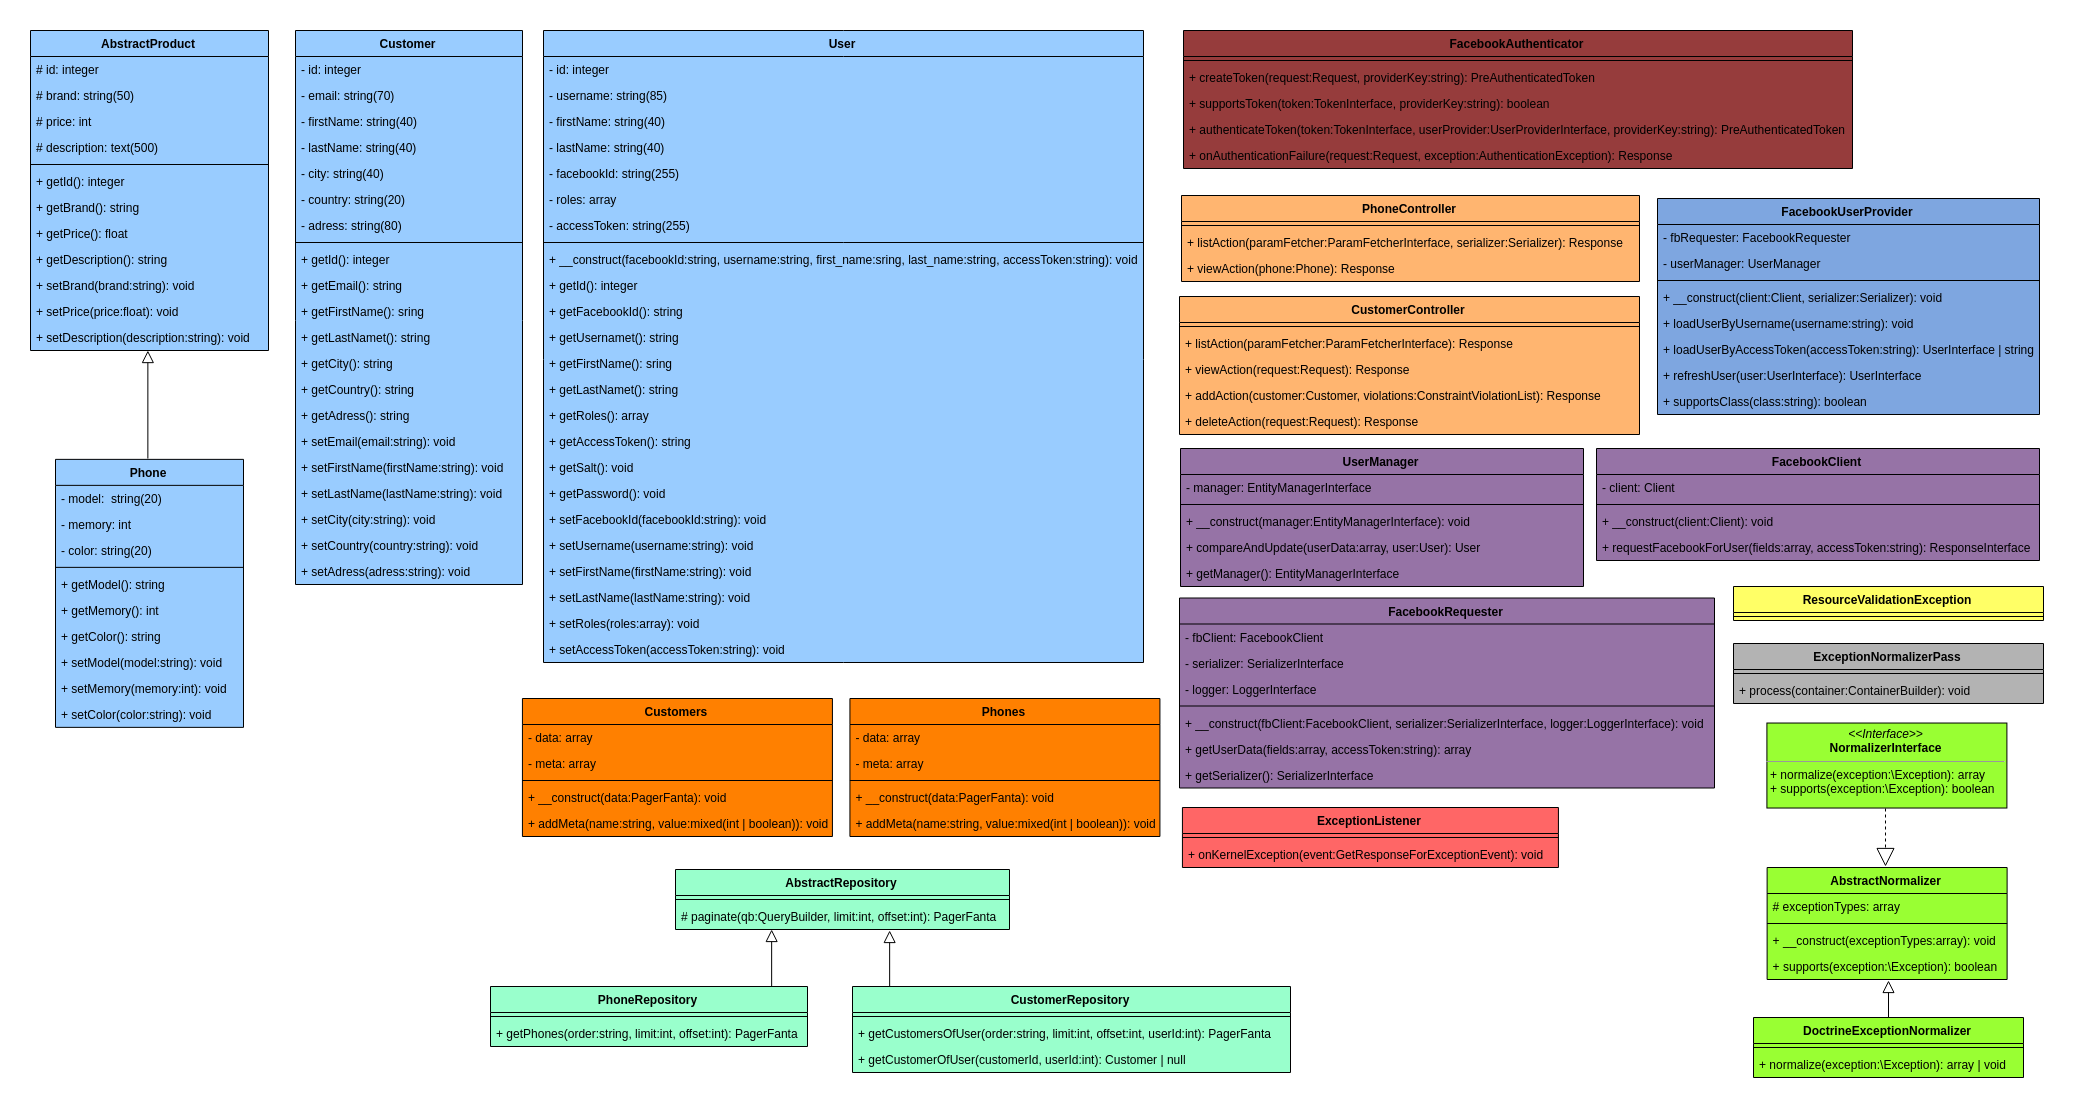 AbstractProduct
# id: integer
# brand: string(50)
# price: int
# description: text(500)
+ getId(): integer
+ getBrand(): string
+ getPrice(): float
+ getDescription(): string
+ setBrand(brand:string): void
+ setPrice(price:float): void
+ setDescription(description:string): void
Phone
- model:  string(20)
- memory: int
- color: string(20)
+ getModel(): string
+ getMemory(): int
+ getColor(): string
+ setModel(model:string): void
+ setMemory(memory:int): void
+ setColor(color:string): void
Customer
- id: integer
- email: string(70)
- firstName: string(40)
- lastName: string(40)
- city: string(40)
- country: string(20)
- adress: string(80)
+ getId(): integer
+ getEmail(): string
+ getFirstName(): sring
+ getLastNamet(): string
+ getCity(): string
+ getCountry(): string
+ getAdress(): string
+ setEmail(email:string): void
+ setFirstName(firstName:string): void
+ setLastName(lastName:string): void
+ setCity(city:string): void
+ setCountry(country:string): void
+ setAdress(adress:string): void
User
- id: integer
- username: string(85)
- firstName: string(40)
- lastName: string(40)
- facebookId: string(255)
- roles: array
- accessToken: string(255)
+ __construct(facebookId:string, username:string, first_name:sring, last_name:string, accessToken:string): void
+ getId(): integer
+ getFacebookId(): string
+ getUsernamet(): string
+ getFirstName(): sring
+ getLastNamet(): string
+ getRoles(): array
+ getAccessToken(): string
+ getSalt(): void
+ getPassword(): void
+ setFacebookId(facebookId:string): void
+ setUsername(username:string): void
+ setFirstName(firstName:string): void
+ setLastName(lastName:string): void
+ setRoles(roles:array): void
+ setAccessToken(accessToken:string): void
Customers
- data: array
- meta: array
+ __construct(data:PagerFanta): void
+ addMeta(name:string, value:mixed(int | boolean)): void
Phones
- data: array
- meta: array
+ __construct(data:PagerFanta): void
+ addMeta(name:string, value:mixed(int | boolean)): void
AbstractRepository
# paginate(qb:QueryBuilder, limit:int, offset:int): PagerFanta
PhoneRepository
+ getPhones(order:string, limit:int, offset:int): PagerFanta
CustomerRepository
+ getCustomersOfUser(order:string, limit:int, offset:int, userId:int): PagerFanta
+ getCustomerOfUser(customerId, userId:int): Customer | null
FacebookAuthenticator
+ createToken(request:Request, providerKey:string): PreAuthenticatedToken
+ supportsToken(token:TokenInterface, providerKey:string): boolean
+ authenticateToken(token:TokenInterface, userProvider:UserProviderInterface, providerKey:string): PreAuthenticatedToken
+ onAuthenticationFailure(request:Request, exception:AuthenticationException): Response
PhoneController
+ listAction(paramFetcher:ParamFetcherInterface, serializer:Serializer): Response
+ viewAction(phone:Phone): Response
CustomerController
+ listAction(paramFetcher:ParamFetcherInterface): Response
+ viewAction(request:Request): Response
+ addAction(customer:Customer, violations:ConstraintViolationList): Response
+ deleteAction(request:Request): Response
FacebookUserProvider
- fbRequester: FacebookRequester
- userManager: UserManager
+ __construct(client:Client, serializer:Serializer): void
+ loadUserByUsername(username:string): void
+ loadUserByAccessToken(accessToken:string): UserInterface | string
+ refreshUser(user:UserInterface): UserInterface
+ supportsClass(class:string): boolean
UserManager
- manager: EntityManagerInterface
+ __construct(manager:EntityManagerInterface): void
+ compareAndUpdate(userData:array, user:User): User
+ getManager(): EntityManagerInterface
FacebookClient
- client: Client
+ __construct(client:Client): void
+ requestFacebookForUser(fields:array, accessToken:string): ResponseInterface
FacebookRequester
- fbClient: FacebookClient
- serializer: SerializerInterface
- logger: LoggerInterface
+ __construct(fbClient:FacebookClient, serializer:SerializerInterface, logger:LoggerInterface): void
+ getUserData(fields:array, accessToken:string): array
+ getSerializer(): SerializerInterface
ResourceValidationException
ExceptionNormalizerPass
+ process(container:ContainerBuilder): void
ExceptionListener
+ onKernelException(event:GetResponseForExceptionEvent): void
<<Interface>>
NormalizerInterface
+ normalize(exception:\Exception): array
+ supports(exception:\Exception): boolean
AbstractNormalizer
# exceptionTypes: array
+ __construct(exceptionTypes:array): void
+ supports(exception:\Exception): boolean
DoctrineExceptionNormalizer
+ normalize(exception:\Exception): array | void